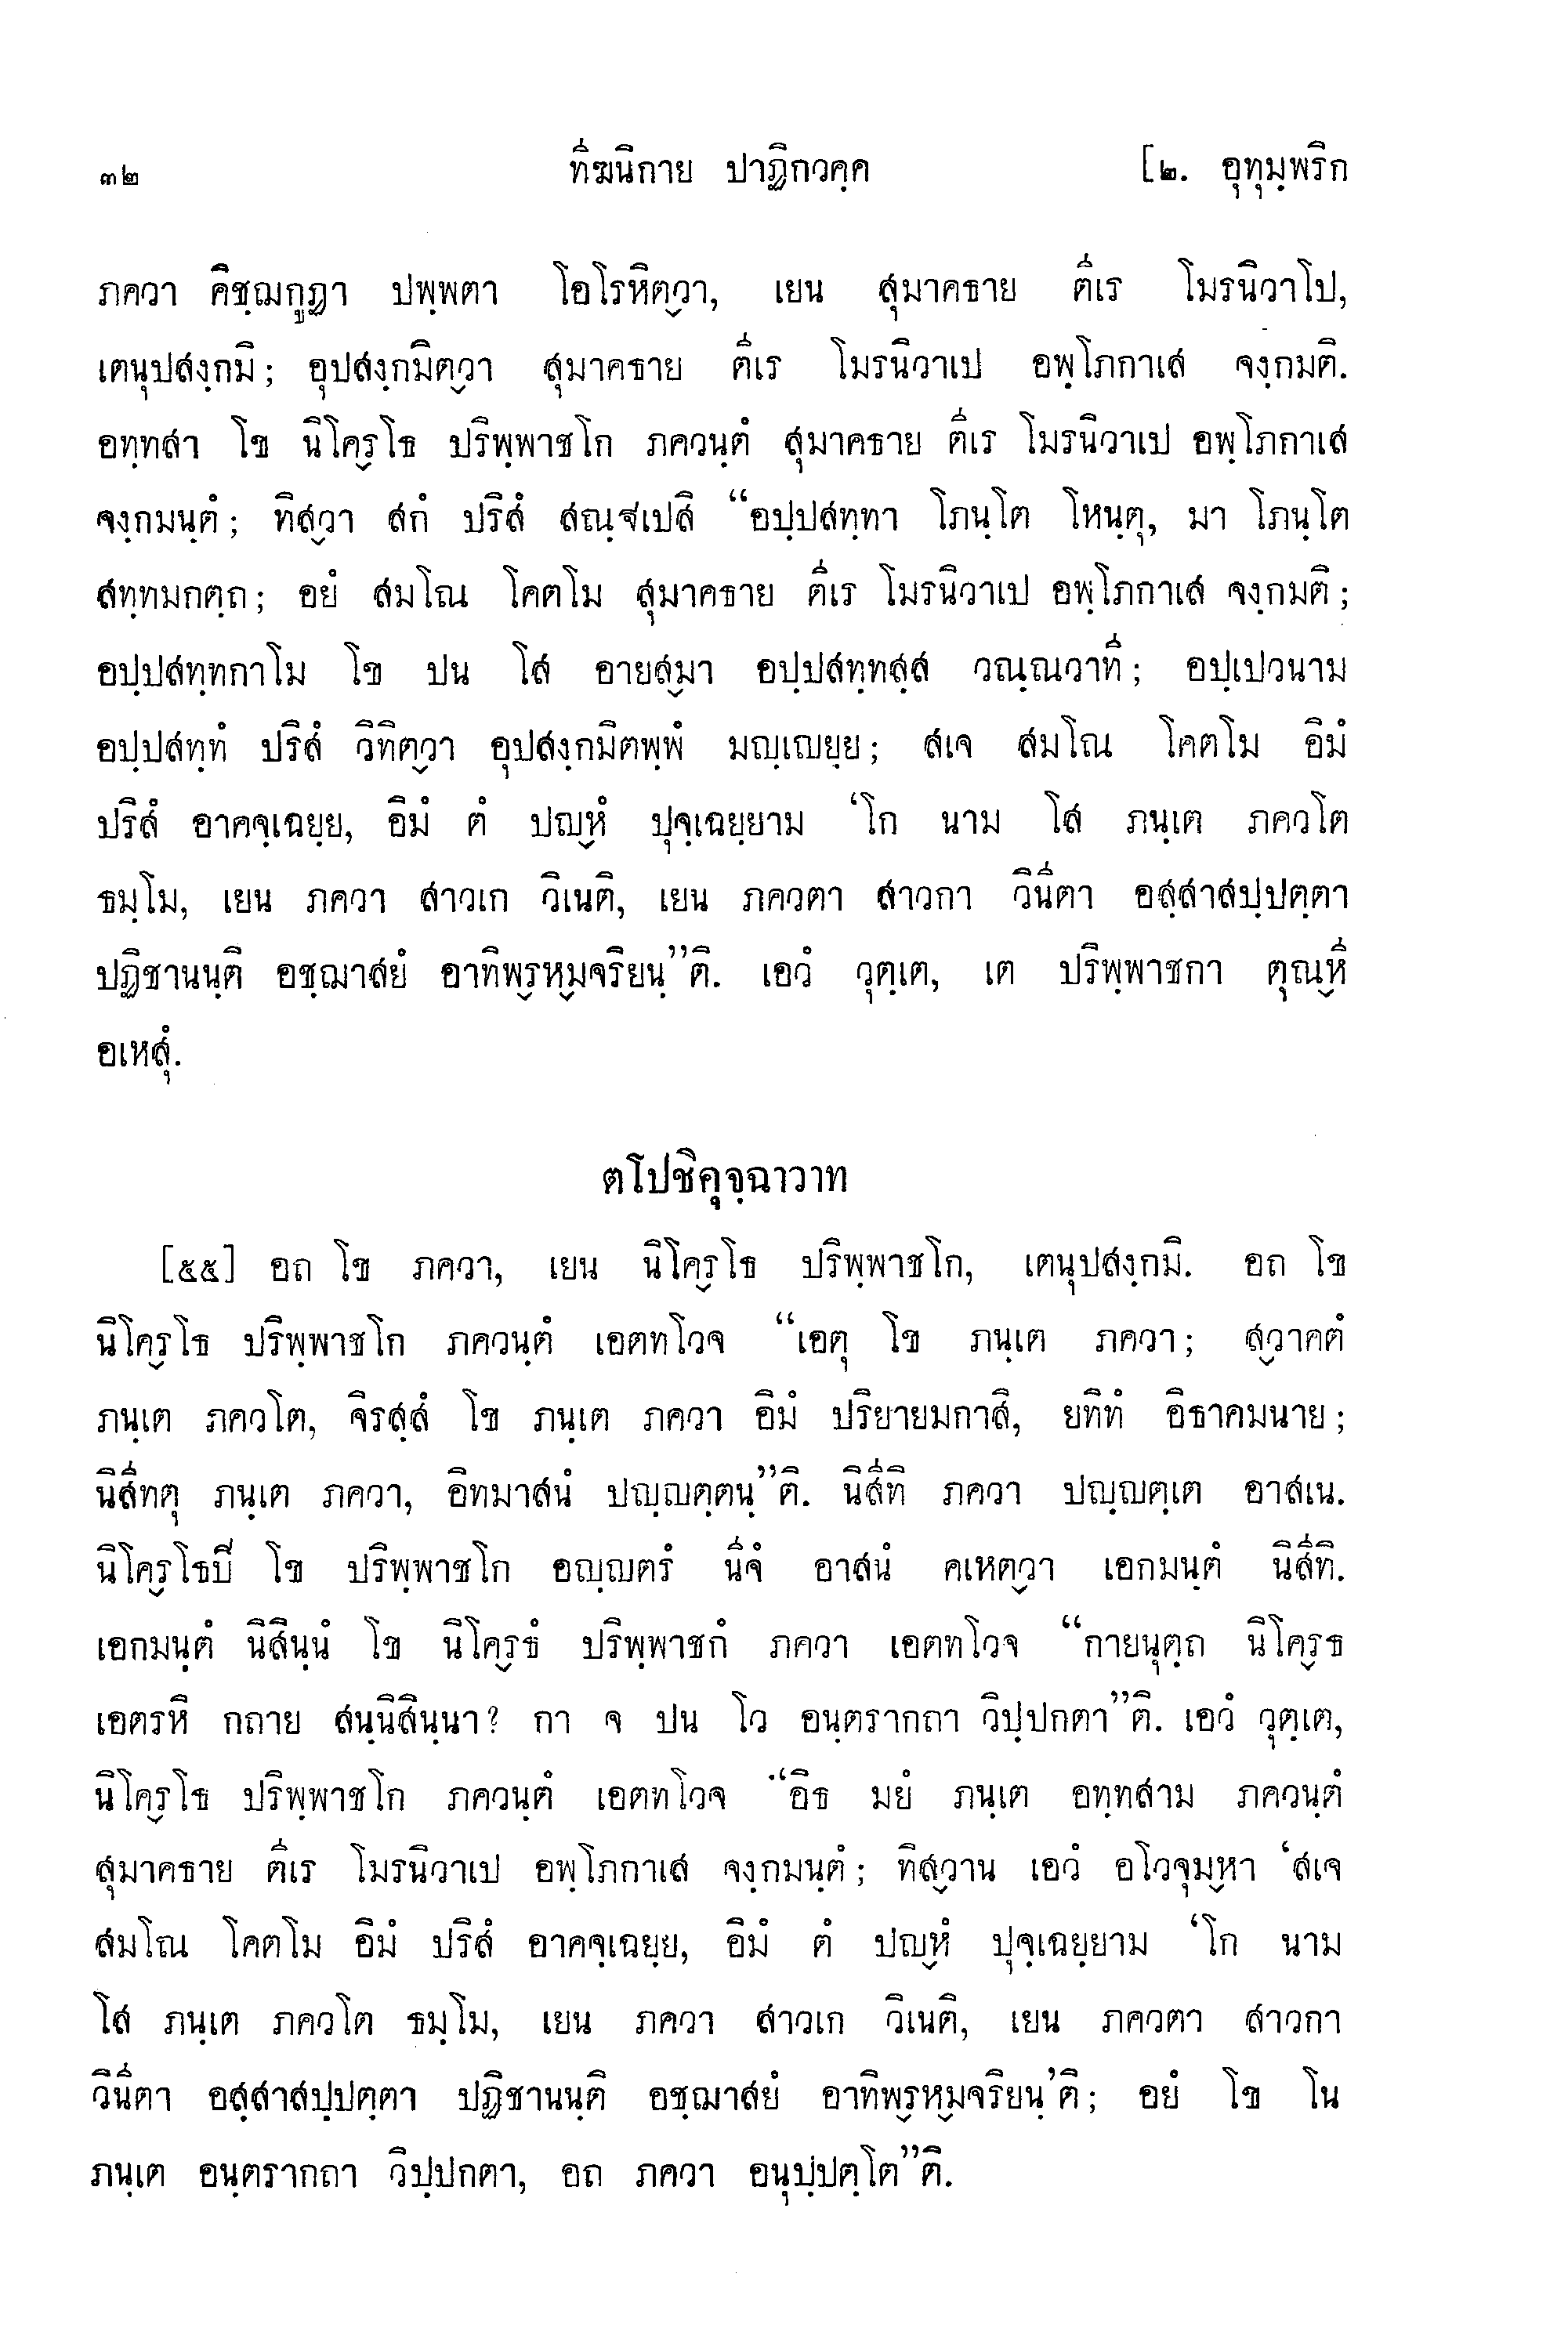 ๓๒ ทีฆนิกาย ปาฏิกวคฺค [๒. อุทุมฺพริก
ภควา คิชฺฌกูฏา ปพฺพตา โอโรหิตฺวา, เยน สุมาคธาย ตีเร โมรนิวาโป,
เตนุปสงฺกมิ; อุปสงฺกมิตฺวา สุมาคธาย ตีเร โมรนิวาเป อพฺโภกาเส จงฺกมติ.
อทฺทสา โข นิโคฺรโธ ปริพฺพาชโก ภควนฺตํ สุมาคธาย ตีเร โมรนิวาเป อพฺโภกาเส
จงฺกมนฺตํ; ทิสฺวา สกํ ปริสํ สณฺฐเปสิ “อปฺปสทฺทา โภนฺโต โหนฺตุ, มา โภนฺโต
สทฺทมกตฺถ; อยํ สมโณ โคตโม สุมาคธาย ตีเร โมรนิวาเป อพฺโภกาเส จงฺกมติ;
อปฺปสทฺทกาโม โข ปน โส อายสฺมา อปฺปสทฺทสฺส วณฺณวาที; อปฺเปวนาม
อปฺปสทฺทํ ปริสํ วิทิตฺวา อุปสงฺกมิตพฺพํ มญฺเญยฺย; สเจ สมโณ โคตโม อิมํ
ปริสํ อาคจฺเฉยฺย, อิมํ ตํ ปญฺหํ ปุจฺเฉยฺยาม ‘โก นาม โส ภนฺเต ภควโต
ธมฺโม, เยน ภควา สาวเก วิเนติ, เยน ภควตา สาวกา วินีตา อสฺสาสปฺปตฺตา
ปฏิชานนฺติ อชฺฌาสยํ อาทิพฺรหฺมจริยนฺ”ติ. เอวํ วุตฺเต, เต ปริพฺพาชกา ตุณฺหี
อเหสุํ.
ตโปชิคุจฺฉาวาท
[๕๕] อถ โข ภควา, เยน นิโคฺรโธ ปริพฺพาชโก, เตนุปสงฺกมิ. อถ โข
นิโคฺรโธ ปริพฺพาชโก ภควนฺตํ เอตทโวจ “เอตุ โข ภนฺเต ภควา; สฺวาคตํ
ภนฺเต ภควโต, จิรสฺสํ โข ภนฺเต ภควา อิมํ ปริยายมกาสิ, ยทิทํ อิธาคมนาย;
นิสีทตุ ภนฺเต ภควา, อิทมาสนํ ปญฺญตฺตนฺ”ติ. นิสีทิ ภควา ปญฺญตฺเต อาสเน.
นิโคฺรโธปิ โข ปริพฺพาชโก อญฺญตรํ นีจํ อาสนํ คเหตฺวา เอกมนฺตํ นิสีทิ.
เอกมนฺตํ นิสินฺนํ โข นิโคฺรธํ ปริพฺพาชกํ ภควา เอตทโวจ “กายนุตฺถ นิโคฺรธ
เอตรหิ กถาย สนฺนิสินฺนา? กา จ ปน โว อนฺตรากถา วิปฺปกตา”ติ. เอวํ วุตฺเต,
นิโคฺรโธ ปริพฺพาชโก ภควนฺตํ เอตทโวจ “อิธ มยํ ภนฺเต อทฺทสาม ภควนฺตํ
สุมาคธาย ตีเร โมรนิวาเป อพฺโภกาเส จงฺกมนฺตํ; ทิสฺวาน เอวํ อโวจุมฺหา ‘สเจ
สมโณ โคตโม อิมํ ปริสํ อาคจฺเฉยฺย, อิมํ ตํ ปญฺหํ ปุจฺเฉยฺยาม ‘โก นาม
โส ภนฺเต ภควโต ธมฺโม, เยน ภควา สาวเก วิเนติ, เยน ภควตา สาวกา
วินีตา อสฺสาสปฺปตฺตา ปฏิชานนฺติ อชฺฌาสยํ อาทิพฺรหฺมจริยนฺ’ติ; อยํ โข โน
ภนฺเต อนฺตรากถา วิปฺปกตา, อถ ภควา อนุปฺปตฺโต”ติ.